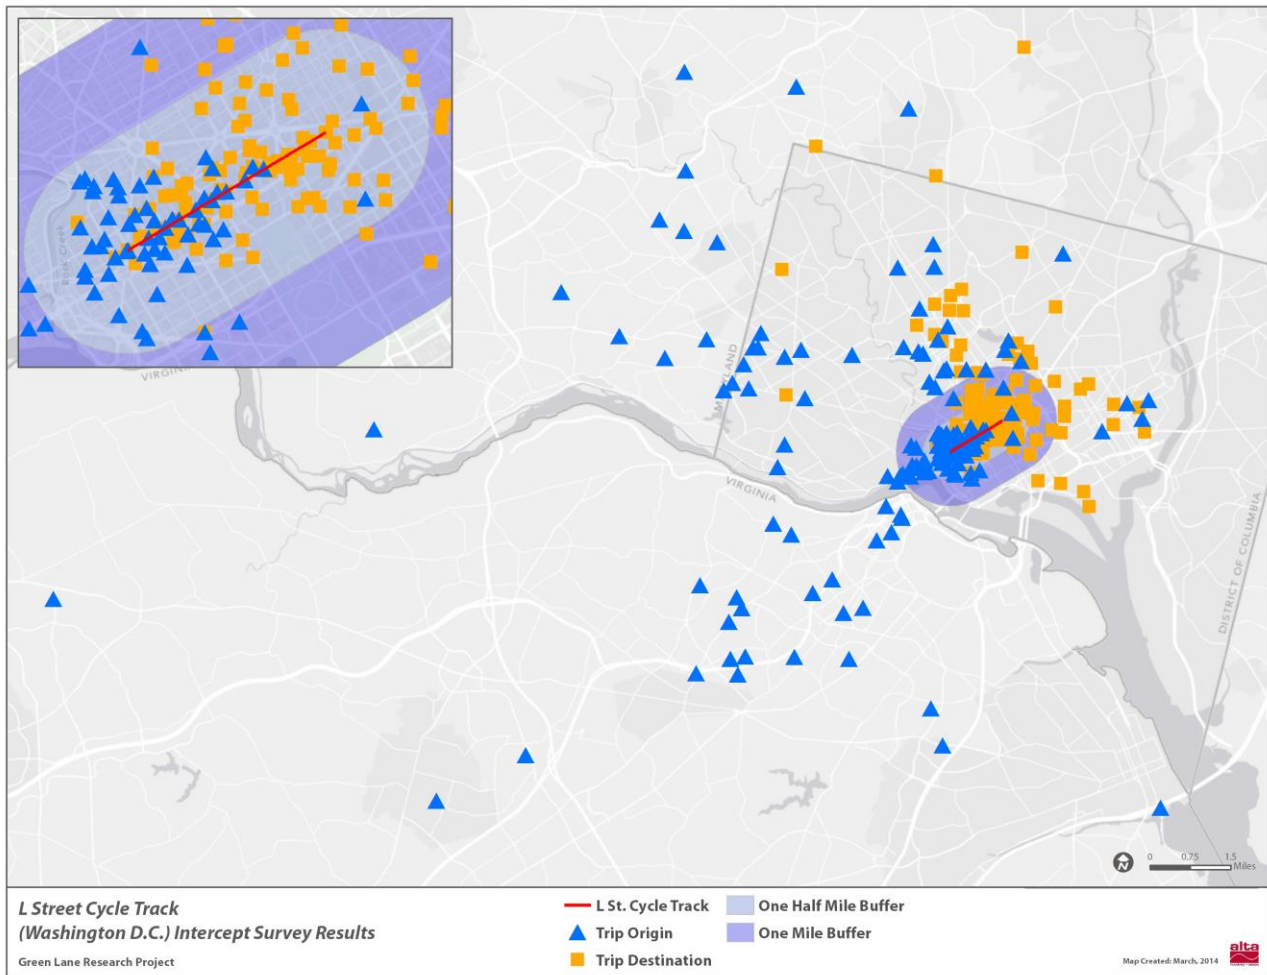 Rock Creek
VIRGINIA
MARYLAND
VIRGINIA
DISTRICT OF COLUMBIA
N
0 0.75 1.5
Miles
L Street Cycle Track
(Washington D.C.) Intercept Survey Results
Green Lane Research Project
L St. Cycle Track
Trip Origin
Trip Destination
One Half Mile Buffer
One Mile Buffer
Map Created: March, 2014
alta